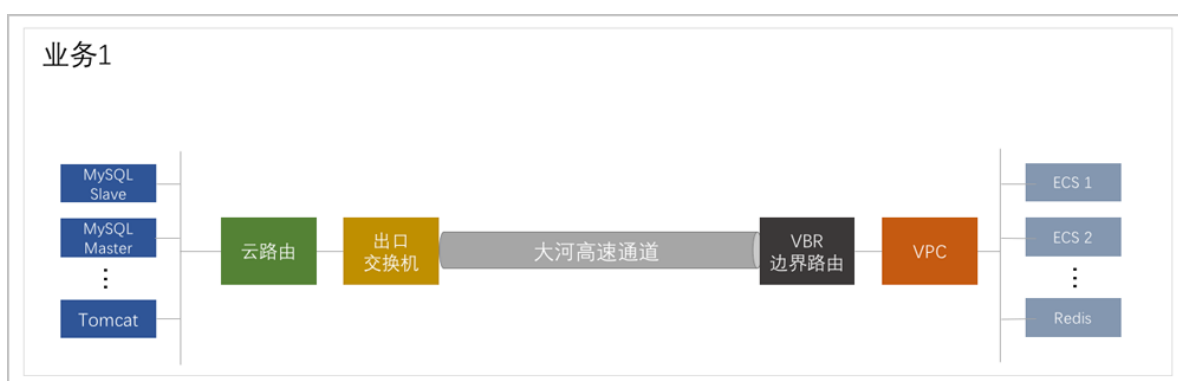 业务1
MySQL
Slave
MySQL
Master
⋮
Tomcat
云路由
出口
交换机
大河高速通道
VBR
边界路由
VPC
ECS 1
ECS 2
⋮
Redis